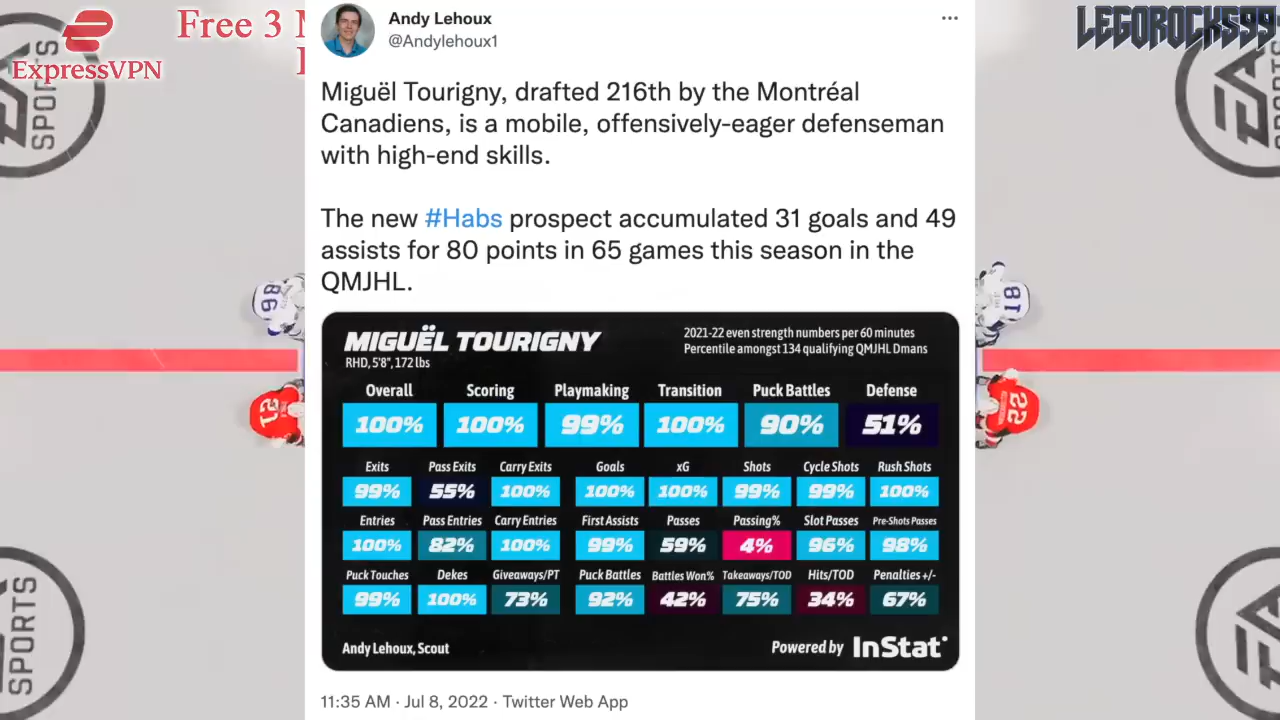 Free 3
ExpressVPN
LEGOROCKS99
Andy Lehoux
@Andylehoux1
Miguël Tourigny, drafted 216th by the Montréal
Canadiens, is a mobile, offensively-eager defenseman
with high-end skills.
The new #Habs prospect accumulated 31 goals and 49
assists for 80 points in 65 games this season in the
QMJHL.
MIGUËL TOURIGNY
RHD, 5'8", 172 lbs
2021-22 even strength numbers per 60 minutes
Percentile amongst 134 qualifying QMJHL Dmans
Overall Scoring Playmaking Transition Puck Battles Defense
100% 100% 99% 100% 90% 51%
Exits Pass Exits Carry Exits Goals xG Shots Cycle Shots Rush Shots
99% 55% 100% 100% 100% 99% 99% 100%
Entries Pass Entries Carry Entries First Assists Passes Passing% Slot Passes Pre-Shots Passes
100% 82% 100% 99% 59% 4% 96% 98%
Puck Touches Dekes Giveaways/PT Puck Battles Battles Won% Takeaways/TOD Hits/TOD Penalties +/-
99% 100% 73% 92% 42% 75% 34% 67%
Andy Lehoux, Scout
Powered by InStat
11:35 AM · Jul 8, 2022 · Twitter Web App
SPORTS
SPORTS
EA
98
81
21
22